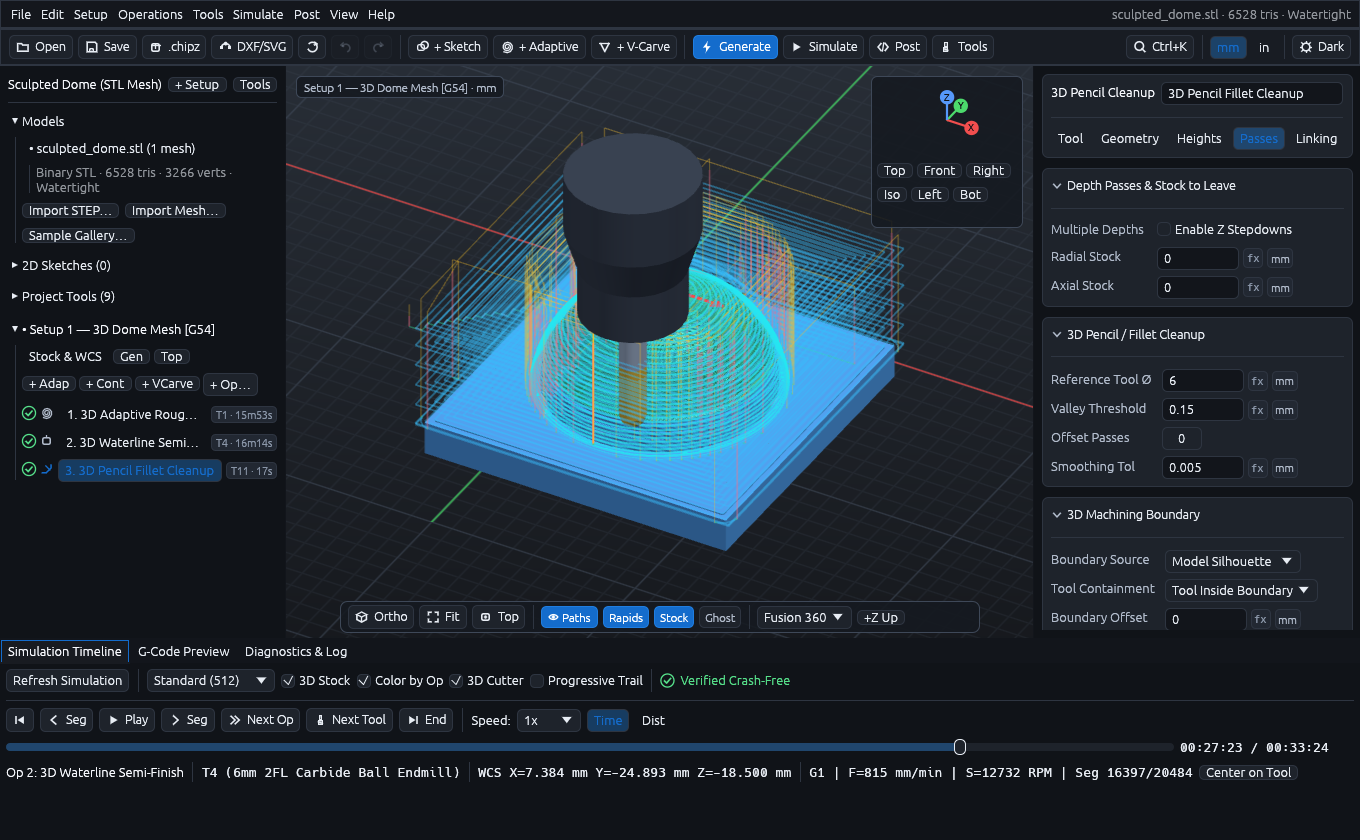 File Edit Setup Operations Tools Simulate Post View Help
sculpted_dome.stl · 6528 tris · Watertight
Open Save .chipz DXF/SVG + Sketch + Adaptive + V-Carve Generate Simulate Post Tools Ctrl+K mm in Dark
Sculpted Dome (STL Mesh) + Setup Tools
Models
• sculpted_dome.stl (1 mesh)
Binary STL · 6528 tris · 3266 verts ·
Watertight
Import STEP... Import Mesh...
Sample Gallery...
2D Sketches (0)
Project Tools (9)
• Setup 1 — 3D Dome Mesh [G54]
Stock & WCS Gen Top
+ Adap + Cont + VCarve + Op...
1. 3D Adaptive Roug... T1 · 15m53s
2. 3D Waterline Semi... T4 · 16m14s
3. 3D Pencil Fillet Cleanup T11 · 17s
Setup 1 — 3D Dome Mesh [G54] · mm
Z
Y
X
Top Front Right
Iso Left Bot
Ortho Fit Top Paths Rapids Stock Ghost Fusion 360 +Z Up
3D Pencil Cleanup 3D Pencil Fillet Cleanup
Tool Geometry Heights Passes Linking
Depth Passes & Stock to Leave
Multiple Depths Enable Z Stepdowns
Radial Stock 0 fx mm
Axial Stock 0 fx mm
3D Pencil / Fillet Cleanup
Reference Tool Ø 6 fx mm
Valley Threshold 0.15 fx mm
Offset Passes 0
Smoothing Tol 0.005 fx mm
3D Machining Boundary
Boundary Source Model Silhouette
Tool Containment Tool Inside Boundary
Boundary Offset 0 fx mm
Simulation Timeline G-Code Preview Diagnostics & Log
Refresh Simulation Standard (512) 3D Stock Color by Op 3D Cutter Progressive Trail Verified Crash-Free
Seg Play Seg Next Op Next Tool End Speed: 1x Time Dist
00:27:23 / 00:33:24
Op 2: 3D Waterline Semi-Finish T4 (6mm 2FL Carbide Ball Endmill) WCS X=7.384 mm Y=-24.893 mm Z=-18.500 mm G1 | F=815 mm/min | S=12732 RPM | Seg 16397/20484 Center on Tool